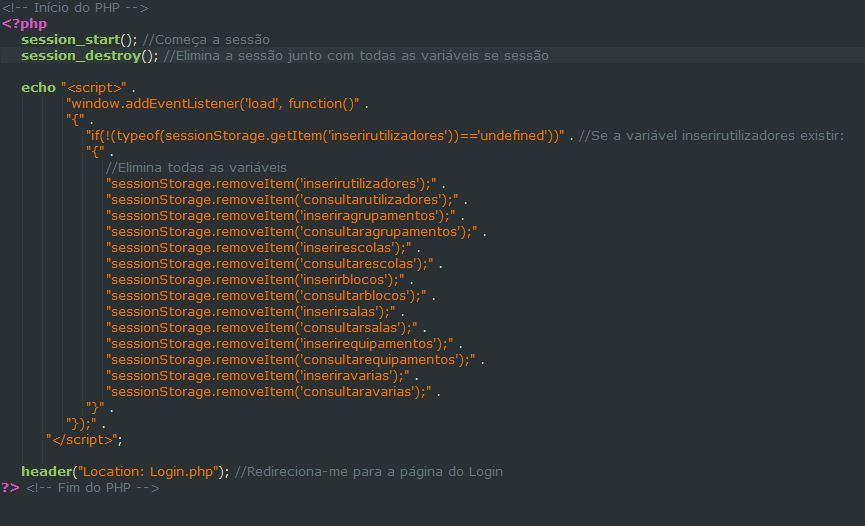 <!-- Início do PHP -->
<?php
session_start(); //Começa a sessão
session_destroy(); //Elimina a sessão junto com todas as variáveis se sessão
echo "<script>" .
"window.addEventListener('load', function()" .
"{" .
"if(!(typeof(sessionStorage.getItem('inserirutilizadores'))=='undefined'))" . //Se a variável inserirutilizadores existir:
"{" .
//Elimina todas as variáveis
"sessionStorage.removeItem('inserirutilizadores');" .
"sessionStorage.removeItem('consultarutilizadores');" .
"sessionStorage.removeItem('inseriragrupamentos');" .
"sessionStorage.removeItem('consultaragrupamentos');" .
"sessionStorage.removeItem('inserirescolas');" .
"sessionStorage.removeItem('consultarescolas');" .
"sessionStorage.removeItem('inserirblocos');" .
"sessionStorage.removeItem('consultarblocos');" .
"sessionStorage.removeItem('inserirsalas');" .
"sessionStorage.removeItem('consultarsalas');" .
"sessionStorage.removeItem('inserirequipamentos');" .
"sessionStorage.removeItem('consultarequipamentos');" .
"sessionStorage.removeItem('inseriravarias');" .
"sessionStorage.removeItem('consultaravarias');" .
"}" .
"});" .
"</script>";
header("Location: Login.php"); //Redireciona-me para a página do Login
?> <!-- Fim do PHP -->